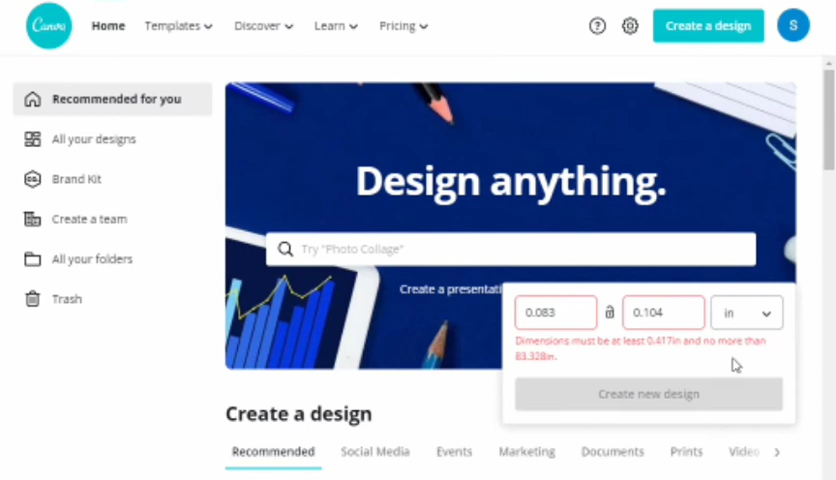 Canva
Home
Templates
Discover
Learn
Pricing
Create a design
S
Recommended for you
All your designs
Brand Kit
Create a team
All your folders
Trash
Design anything.
Try "Photo Collage"
Create a presentati
0.083
0.104
in
Dimensions must be at least 0.417in and no more than
83.328in.
Create new design
Create a design
Recommended
Social Media
Events
Marketing
Documents
Prints
Video